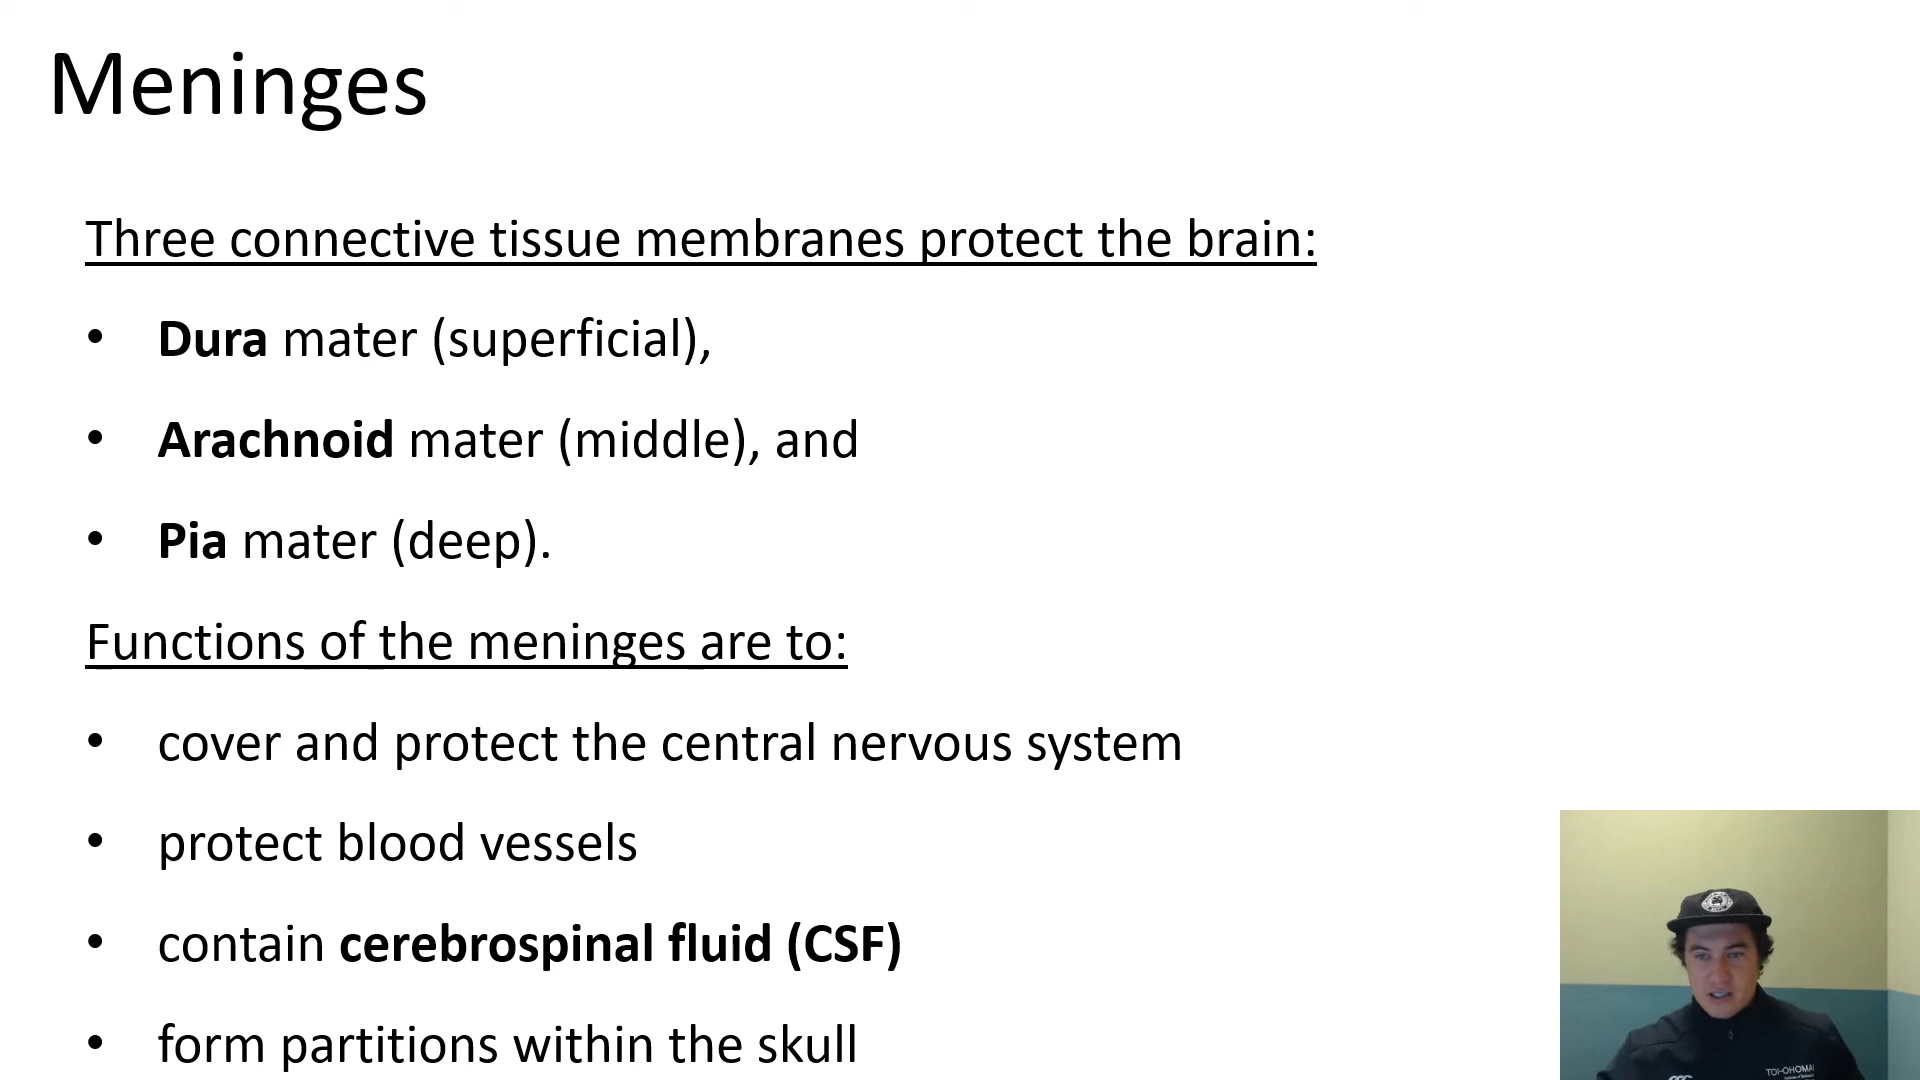 Meninges
Three connective tissue membranes protect the brain:
• Dura mater (superficial),
• Arachnoid mater (middle), and
• Pia mater (deep).
Functions of the meninges are to:
• cover and protect the central nervous system
• protect blood vessels
• contain cerebrospinal fluid (CSF)
• form partitions within the skull
TOI-OHOMAI